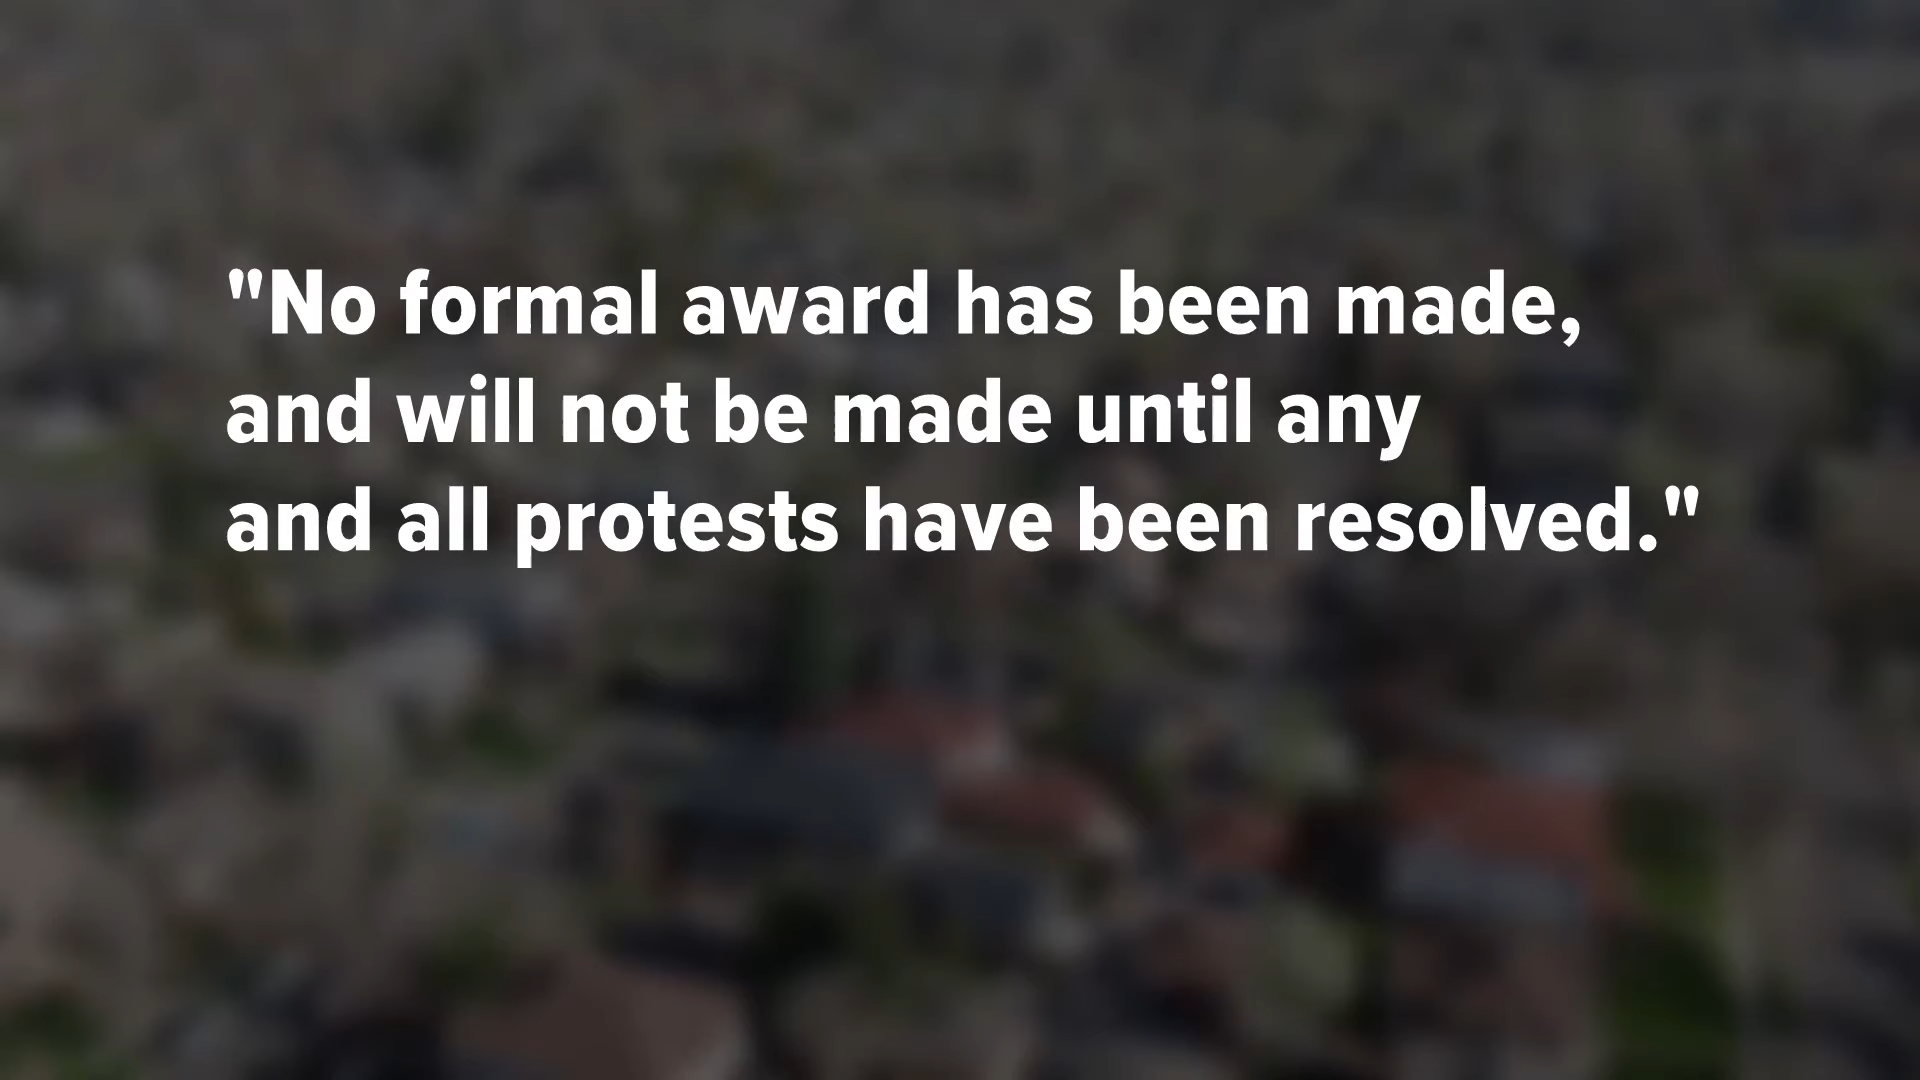 "No formal award has been made,
and will not be made until any
and all protests have been resolved."